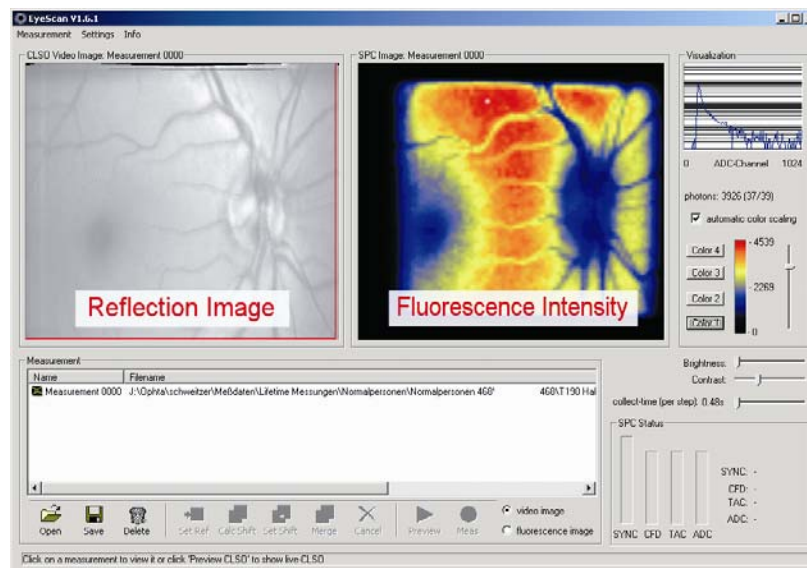 EyeScan V1.6.1
Measurement Settings Info
CLSO Video Image: Measurement 0000
SPC Image: Measurement 0000
Visualization
0 ADC-Channel 1024
photons: 3926 (37/39)
automatic color scaling
Color 4
Color 3
Color 2
Color 1
4539
2269
0
Reflection Image
Fluorescence Intensity
Measurement
Name Filename
Measurement 0000 J:\Ophta\schweitzer\Meßdaten\Lifetime Messungen\Normalpersonen\Normalpersonen 468° 468\T190 Hal
Brightness:
Contrast:
collect-time (per step): 0.48s
SPC Status
SYNC: -
CFD: -
TAC: -
ADC: -
SYNC CFD TAC ADC
Open Save Delete Set Ref. Calc Shift Set Shift Merge Cancel Preview Meas
video image
fluorescence image
Click on a measurement to view it or click 'Preview CLSO' to show live-CLSO